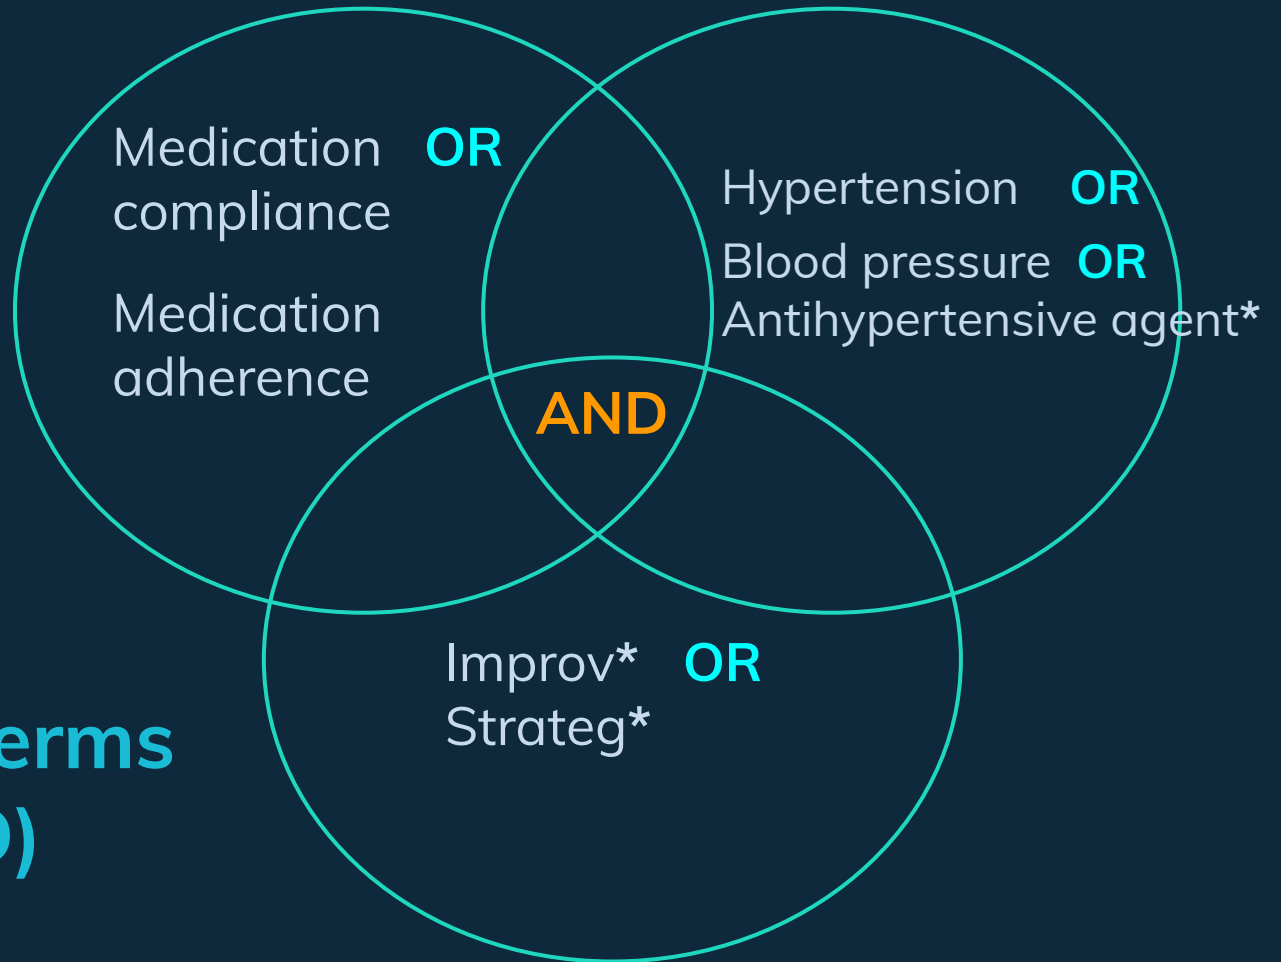 Medication OR
compliance
Medication
adherence
Hypertension OR
Blood pressure OR
Antihypertensive agent*
AND
Improv* OR
Strateg*
erms
)